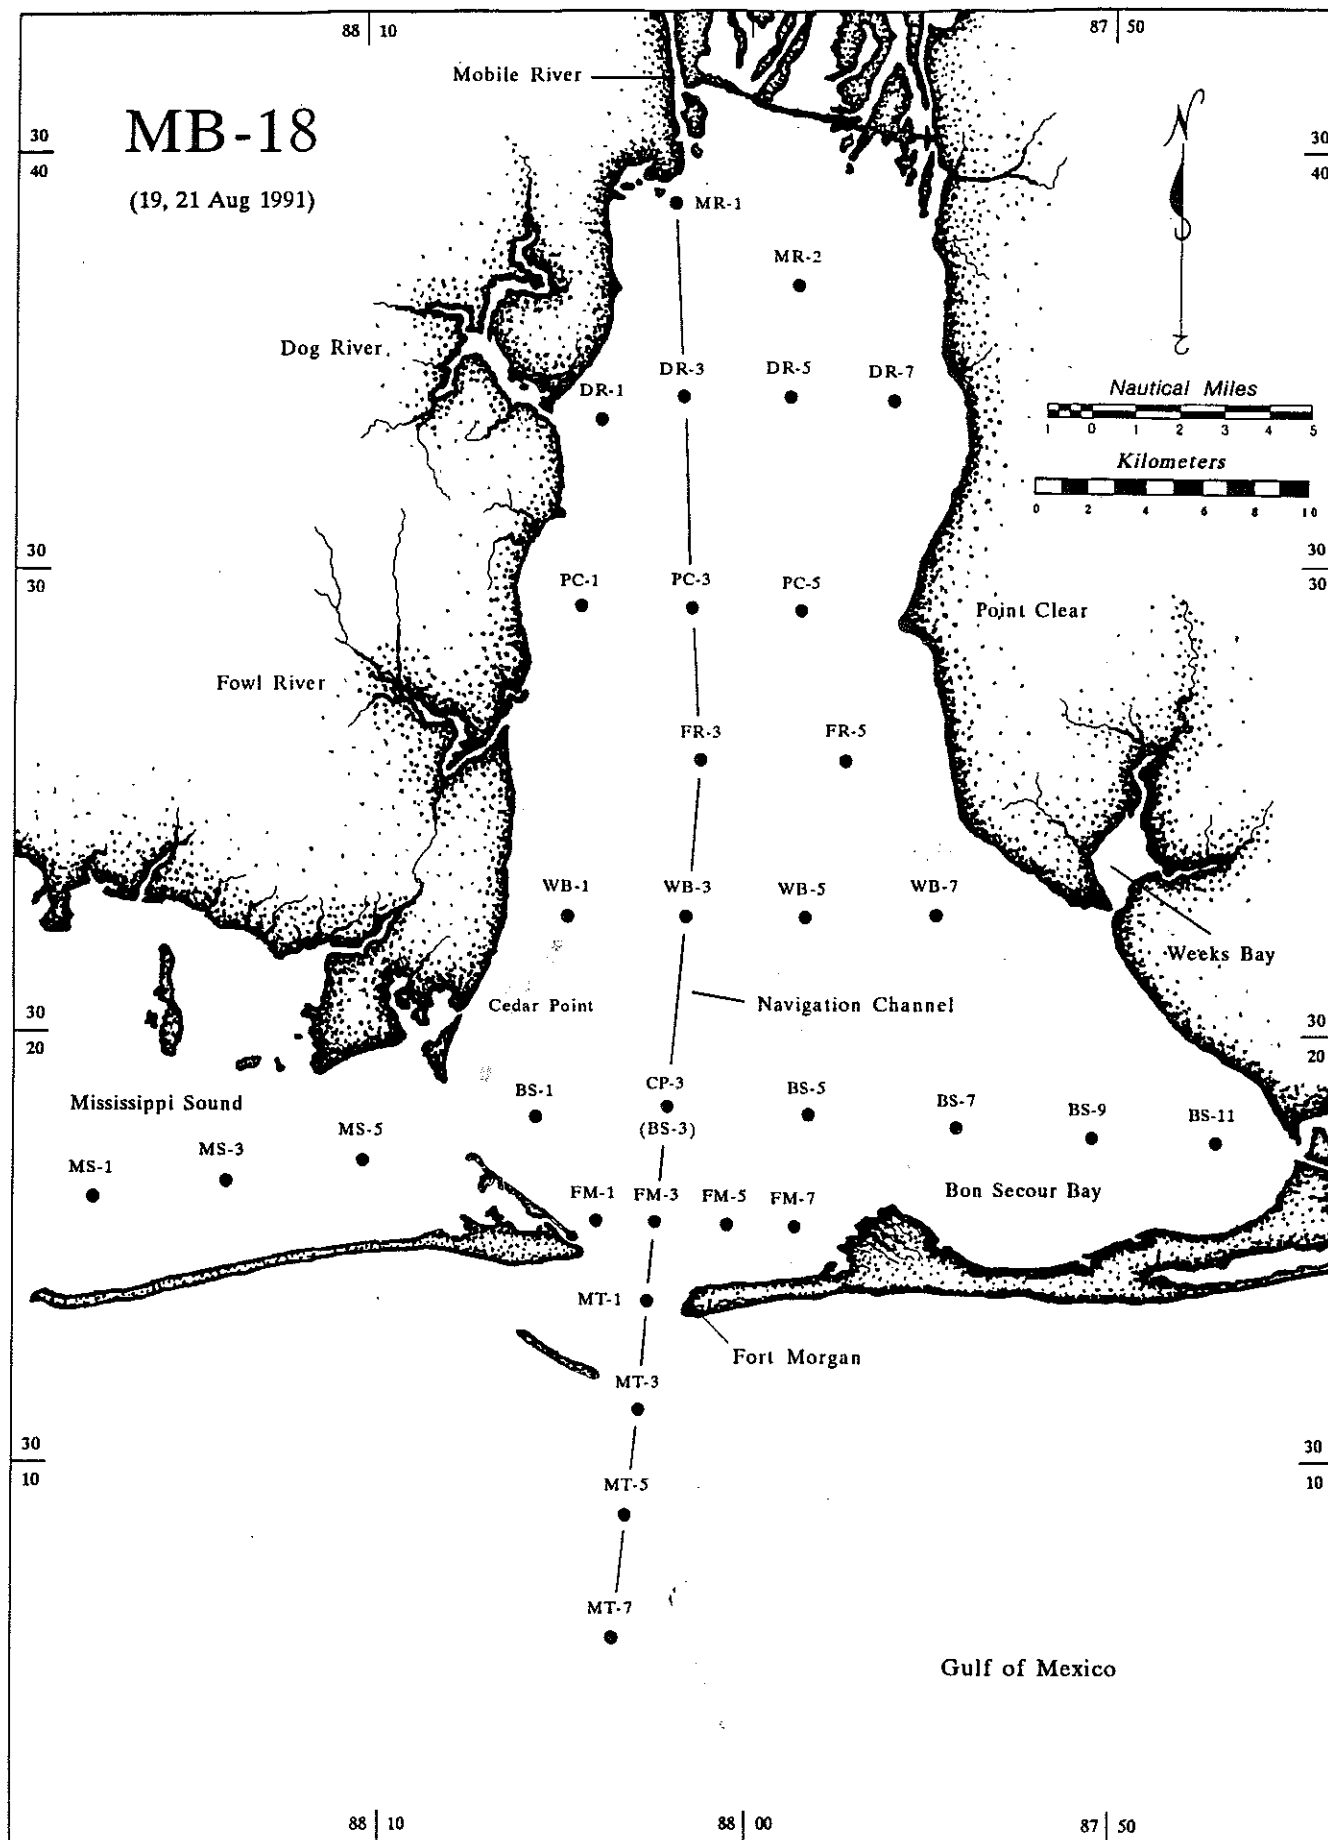 88 10
87 50
Mobile River
MB-18
(19, 21 Aug 1991)
30
40
30
40
N
MR-1
MR-2
Dog River
DR-1
DR-3
DR-5
DR-7
Nautical Miles
1 0 1 2 3 4 5
Kilometers
0 2 4 6 8 10
30
30
30
30
PC-1
PC-3
PC-5
Point Clear
Fowl River
FR-3
FR-5
WB-1
WB-3
WB-5
WB-7
Weeks Bay
Cedar Point
Navigation Channel
30
20
30
20
Mississippi Sound
BS-1
CP-3
(BS-3)
BS-5
BS-7
BS-9
BS-11
MS-1
MS-3
MS-5
FM-1
FM-3
FM-5
FM-7
Bon Secour Bay
MT-1
Fort Morgan
MT-3
30
10
30
10
MT-5
MT-7
Gulf of Mexico
88 10
88 00
87 50